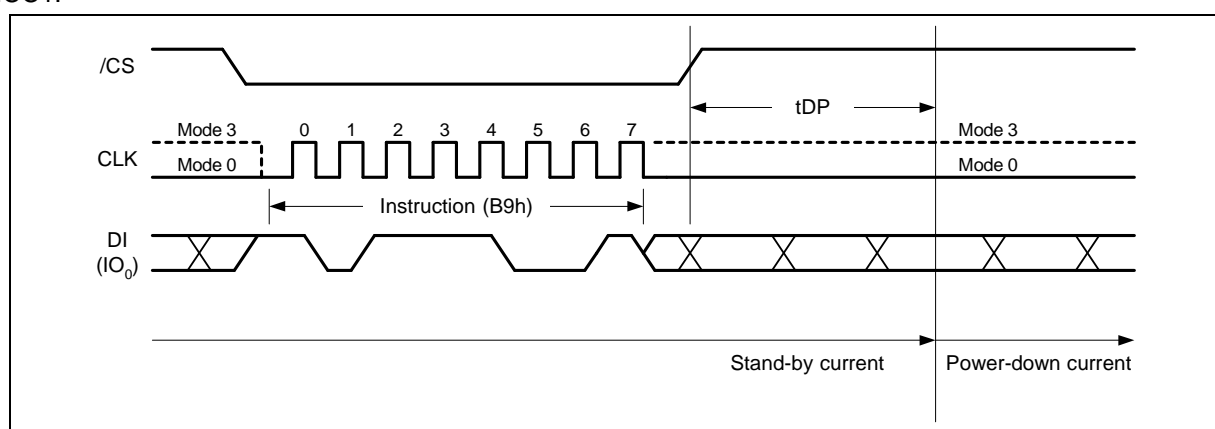 /CS
tDP
Mode 3
0 1 2 3 4 5 6 7
Mode 3
CLK
Mode 0
Mode 0
Instruction (B9h)
DI
(IO0)
Stand-by current
Power-down current